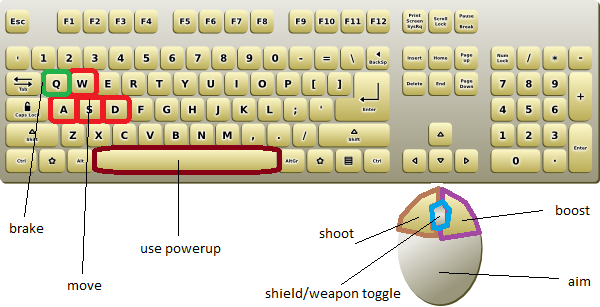 Esc F1 F2 F3 F4 F5 F6 F7 F8 F9 F10 F11 F12 Print Screen SysRq Scroll Lock Pause Break
' 1 2 3 4 5 6 7 8 9 0 - = \ BackSp Insert Home Page Up Num Lock / * -
Tab Q W E R T Y U I O P [ ] Enter Delete End Page Down 7 8 9 +
Caps Lock A S D F G H J K L ; ' 4 5 6
Shift Z X C V B N M , . / Shift 1 2 3 Enter
Ctrl Alt AltGr Ctrl 0 .
brake
move
use powerup
shoot
shield/weapon toggle
boost
aim